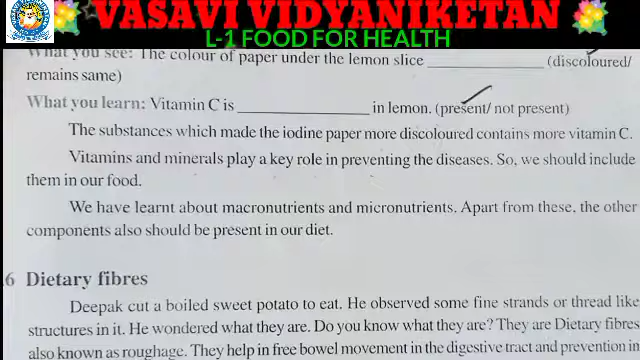 VASAVI VIDYANIKETAN
L-1 FOOD FOR HEALTH
What you see: The colour of paper under the lemon slice ____________ (discoloured/
remains same)
What you learn: Vitamin C is ____________ in lemon. (present/ not present)
The substances which made the iodine paper more discoloured contains more vitamin C.
Vitamins and minerals play a key role in preventing the diseases. So, we should include
them in our food.
We have learnt about macronutrients and micronutrients. Apart from these, the other
components also should be present in our diet.
.6 Dietary fibres
Deepak cut a boiled sweet potato to eat. He observed some fine strands or thread like
structures in it. He wondered what they are. Do you know what they are? They are Dietary fibres
also known as roughage. They help in free bowel movement in the digestive tract and prevention in